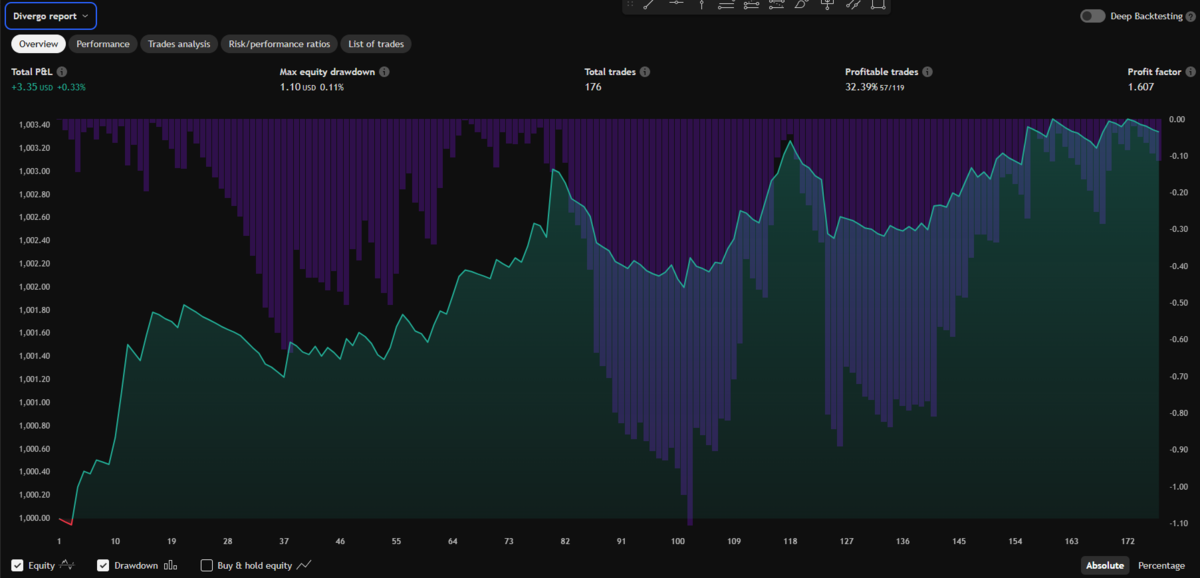 Divergo report
Deep Backtesting
Overview Performance Trades analysis Risk/performance ratios List of trades
Total P&L Max equity drawdown Total trades Profitable trades Profit factor
+3.35 USD +0.33% 1.10 USD 0.11% 176 32.39% 57/119 1.607
1,003.40 0.00
1,003.20 -0.10
1,003.00
1,002.80 -0.20
1,002.60 -0.30
1,002.40
1,002.20 -0.40
1,002.00
1,001.80 -0.50
1,001.60 -0.60
1,001.40
1,001.20 -0.70
1,001.00 -0.80
1,000.80
1,000.60 -0.90
1,000.40 -1.00
1,000.20
1,000.00 -1.10
1 10 19 28 37 46 55 64 73 82 91 100 109 118 127 136 145 154 163 172
Equity Drawdown Buy & hold equity Absolute Percentage